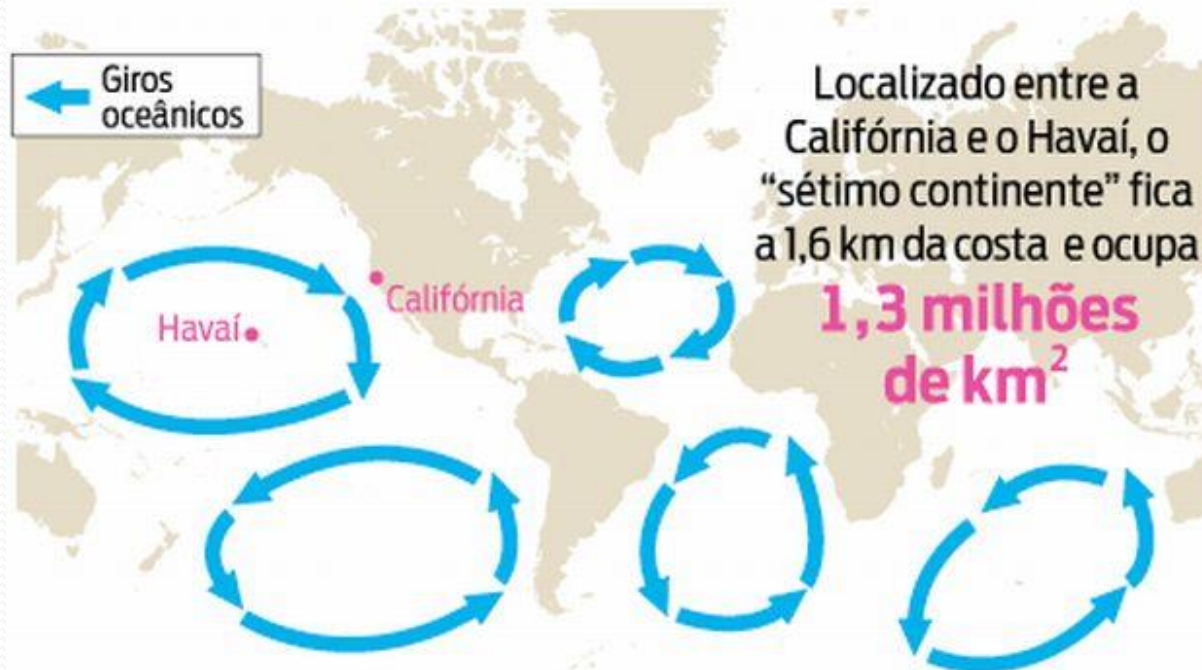 Giros
oceânicos
Localizado entre a
Califórnia e o Havaí, o
“sétimo continente” fica
a 1,6 km da costa e ocupa
1,3 milhões
de km²
Califórnia
Havaí